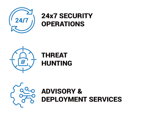 24/7
24x7 SECURITY
OPERATIONS
THREAT
HUNTING
ADVISORY &
DEPLOYMENT SERVICES